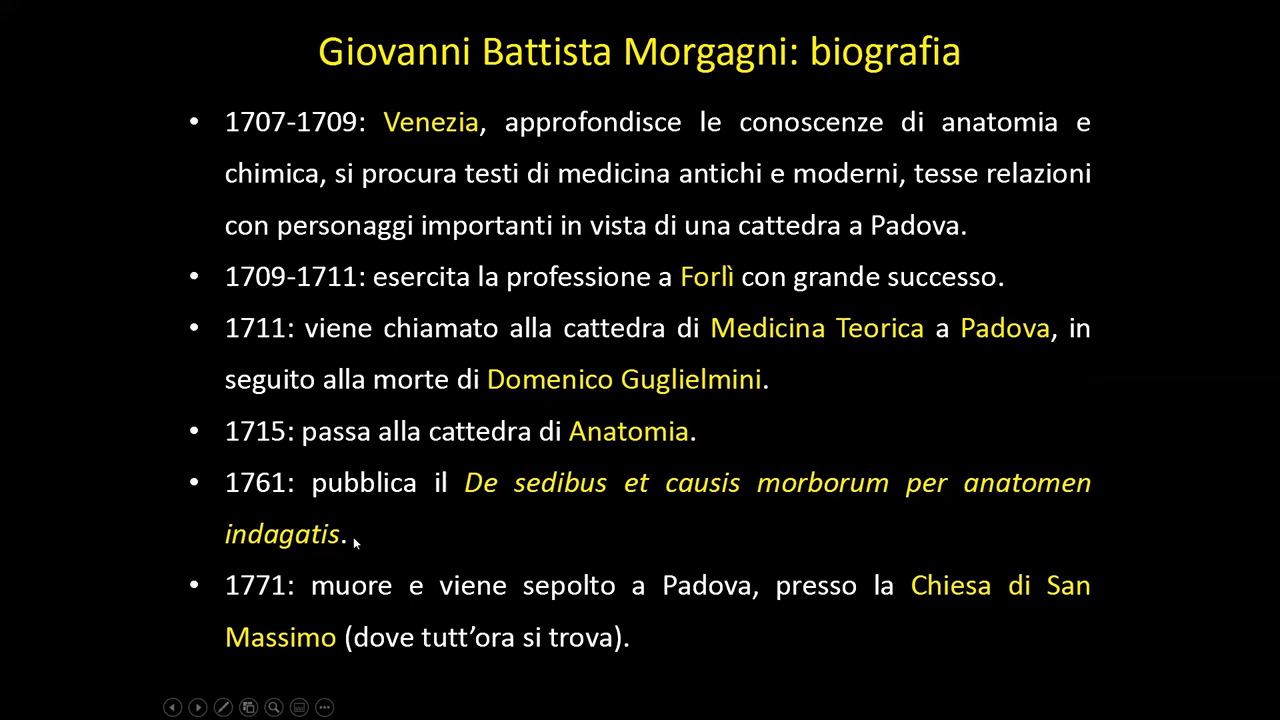 Giovanni Battista Morgagni: biografia
• 1707-1709: Venezia, approfondisce le conoscenze di anatomia e
chimica, si procura testi di medicina antichi e moderni, tesse relazioni
con personaggi importanti in vista di una cattedra a Padova.
• 1709-1711: esercita la professione a Forlì con grande successo.
• 1711: viene chiamato alla cattedra di Medicina Teorica a Padova, in
seguito alla morte di Domenico Guglielmini.
• 1715: passa alla cattedra di Anatomia.
• 1761: pubblica il De sedibus et causis morborum per anatomen
indagatis.
• 1771: muore e viene sepolto a Padova, presso la Chiesa di San
Massimo (dove tutt’ora si trova).